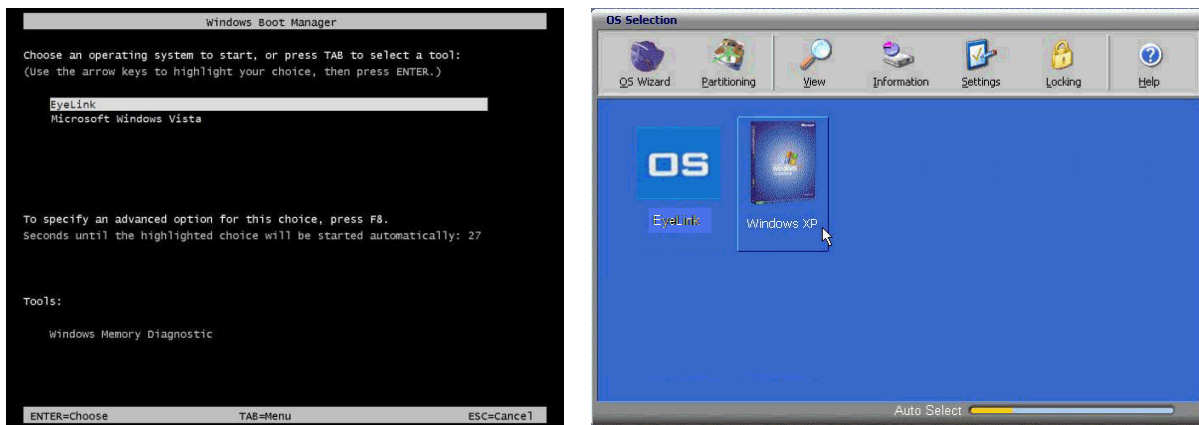 Windows Boot Manager
Choose an operating system to start, or press TAB to select a tool:
(Use the arrow keys to highlight your choice, then press ENTER.)
EyeLink
Microsoft Windows Vista
To specify an advanced option for this choice, press F8.
Seconds until the highlighted choice will be started automatically: 27
Tools:
Windows Memory Diagnostic
ENTER=Choose TAB=Menu ESC=Cancel
OS Selection
OS Wizard Partitioning View Information Settings Locking Help
OS
EyeLink Windows XP
Auto Select